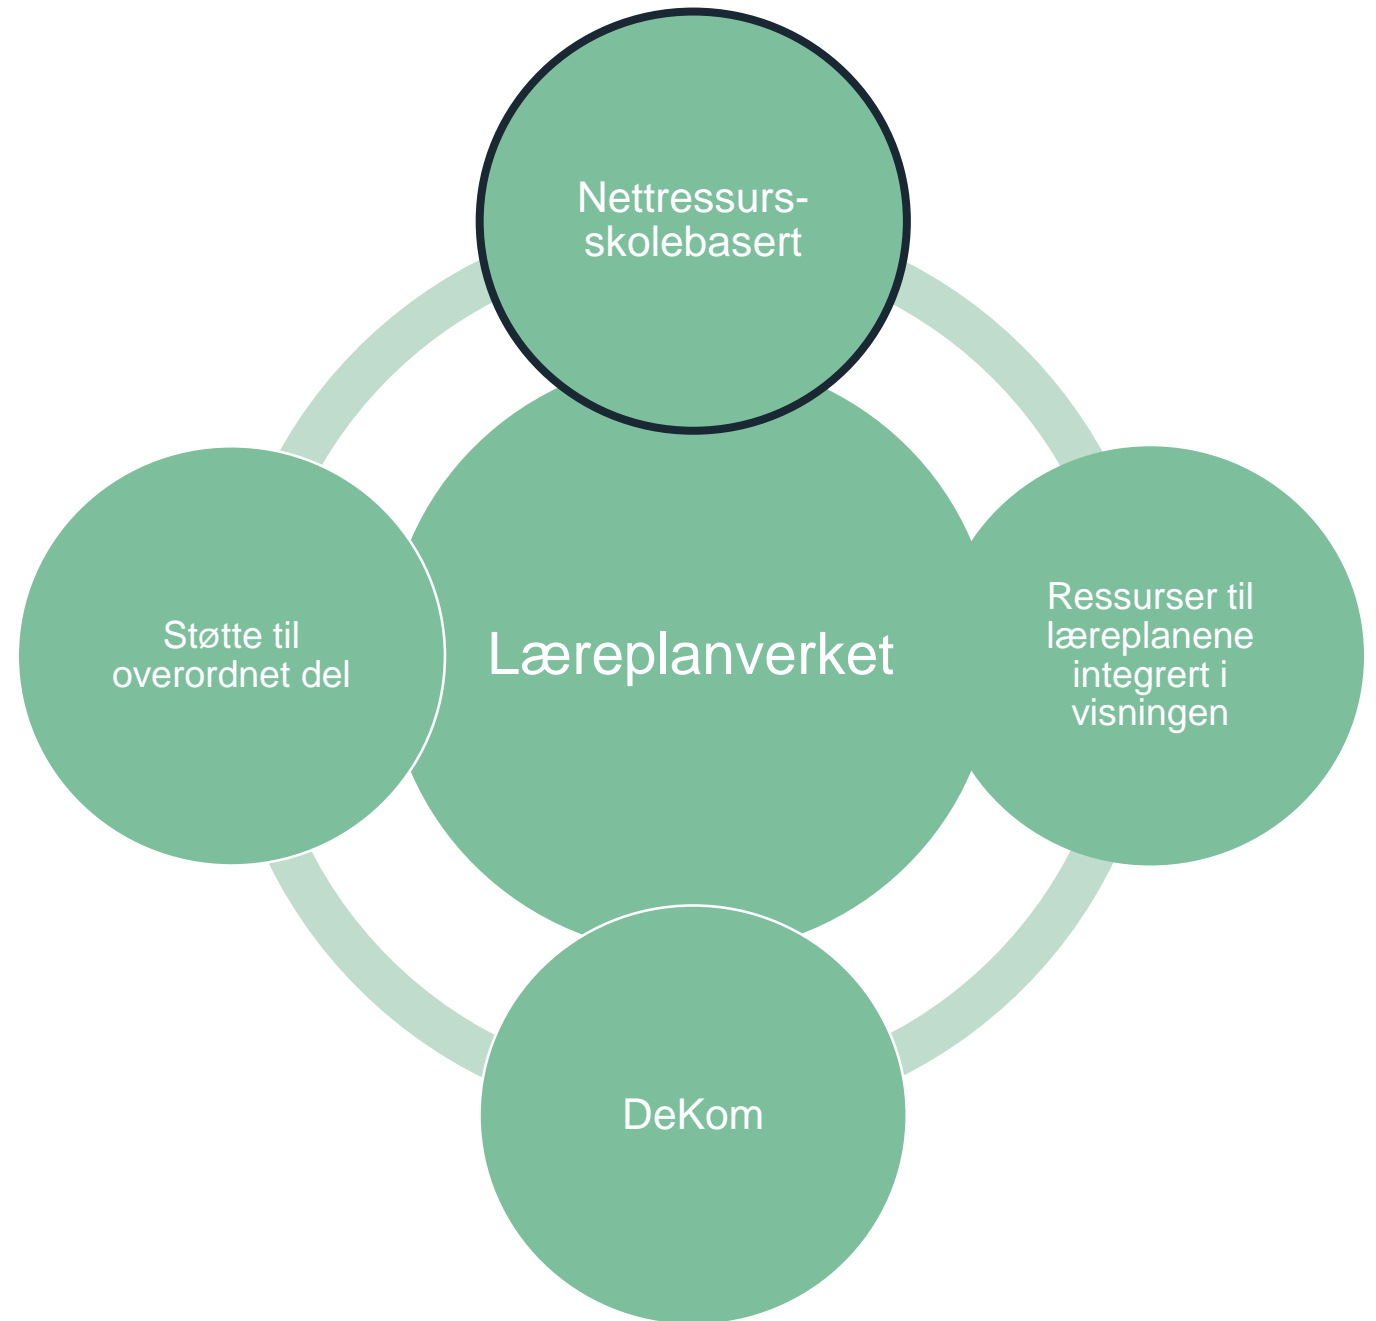 Nettressurs-
skolebasert
Støtte til
overordnet del
Læreplanverket
Ressurser til
læreplanene
integrert i
visningen
DeKom